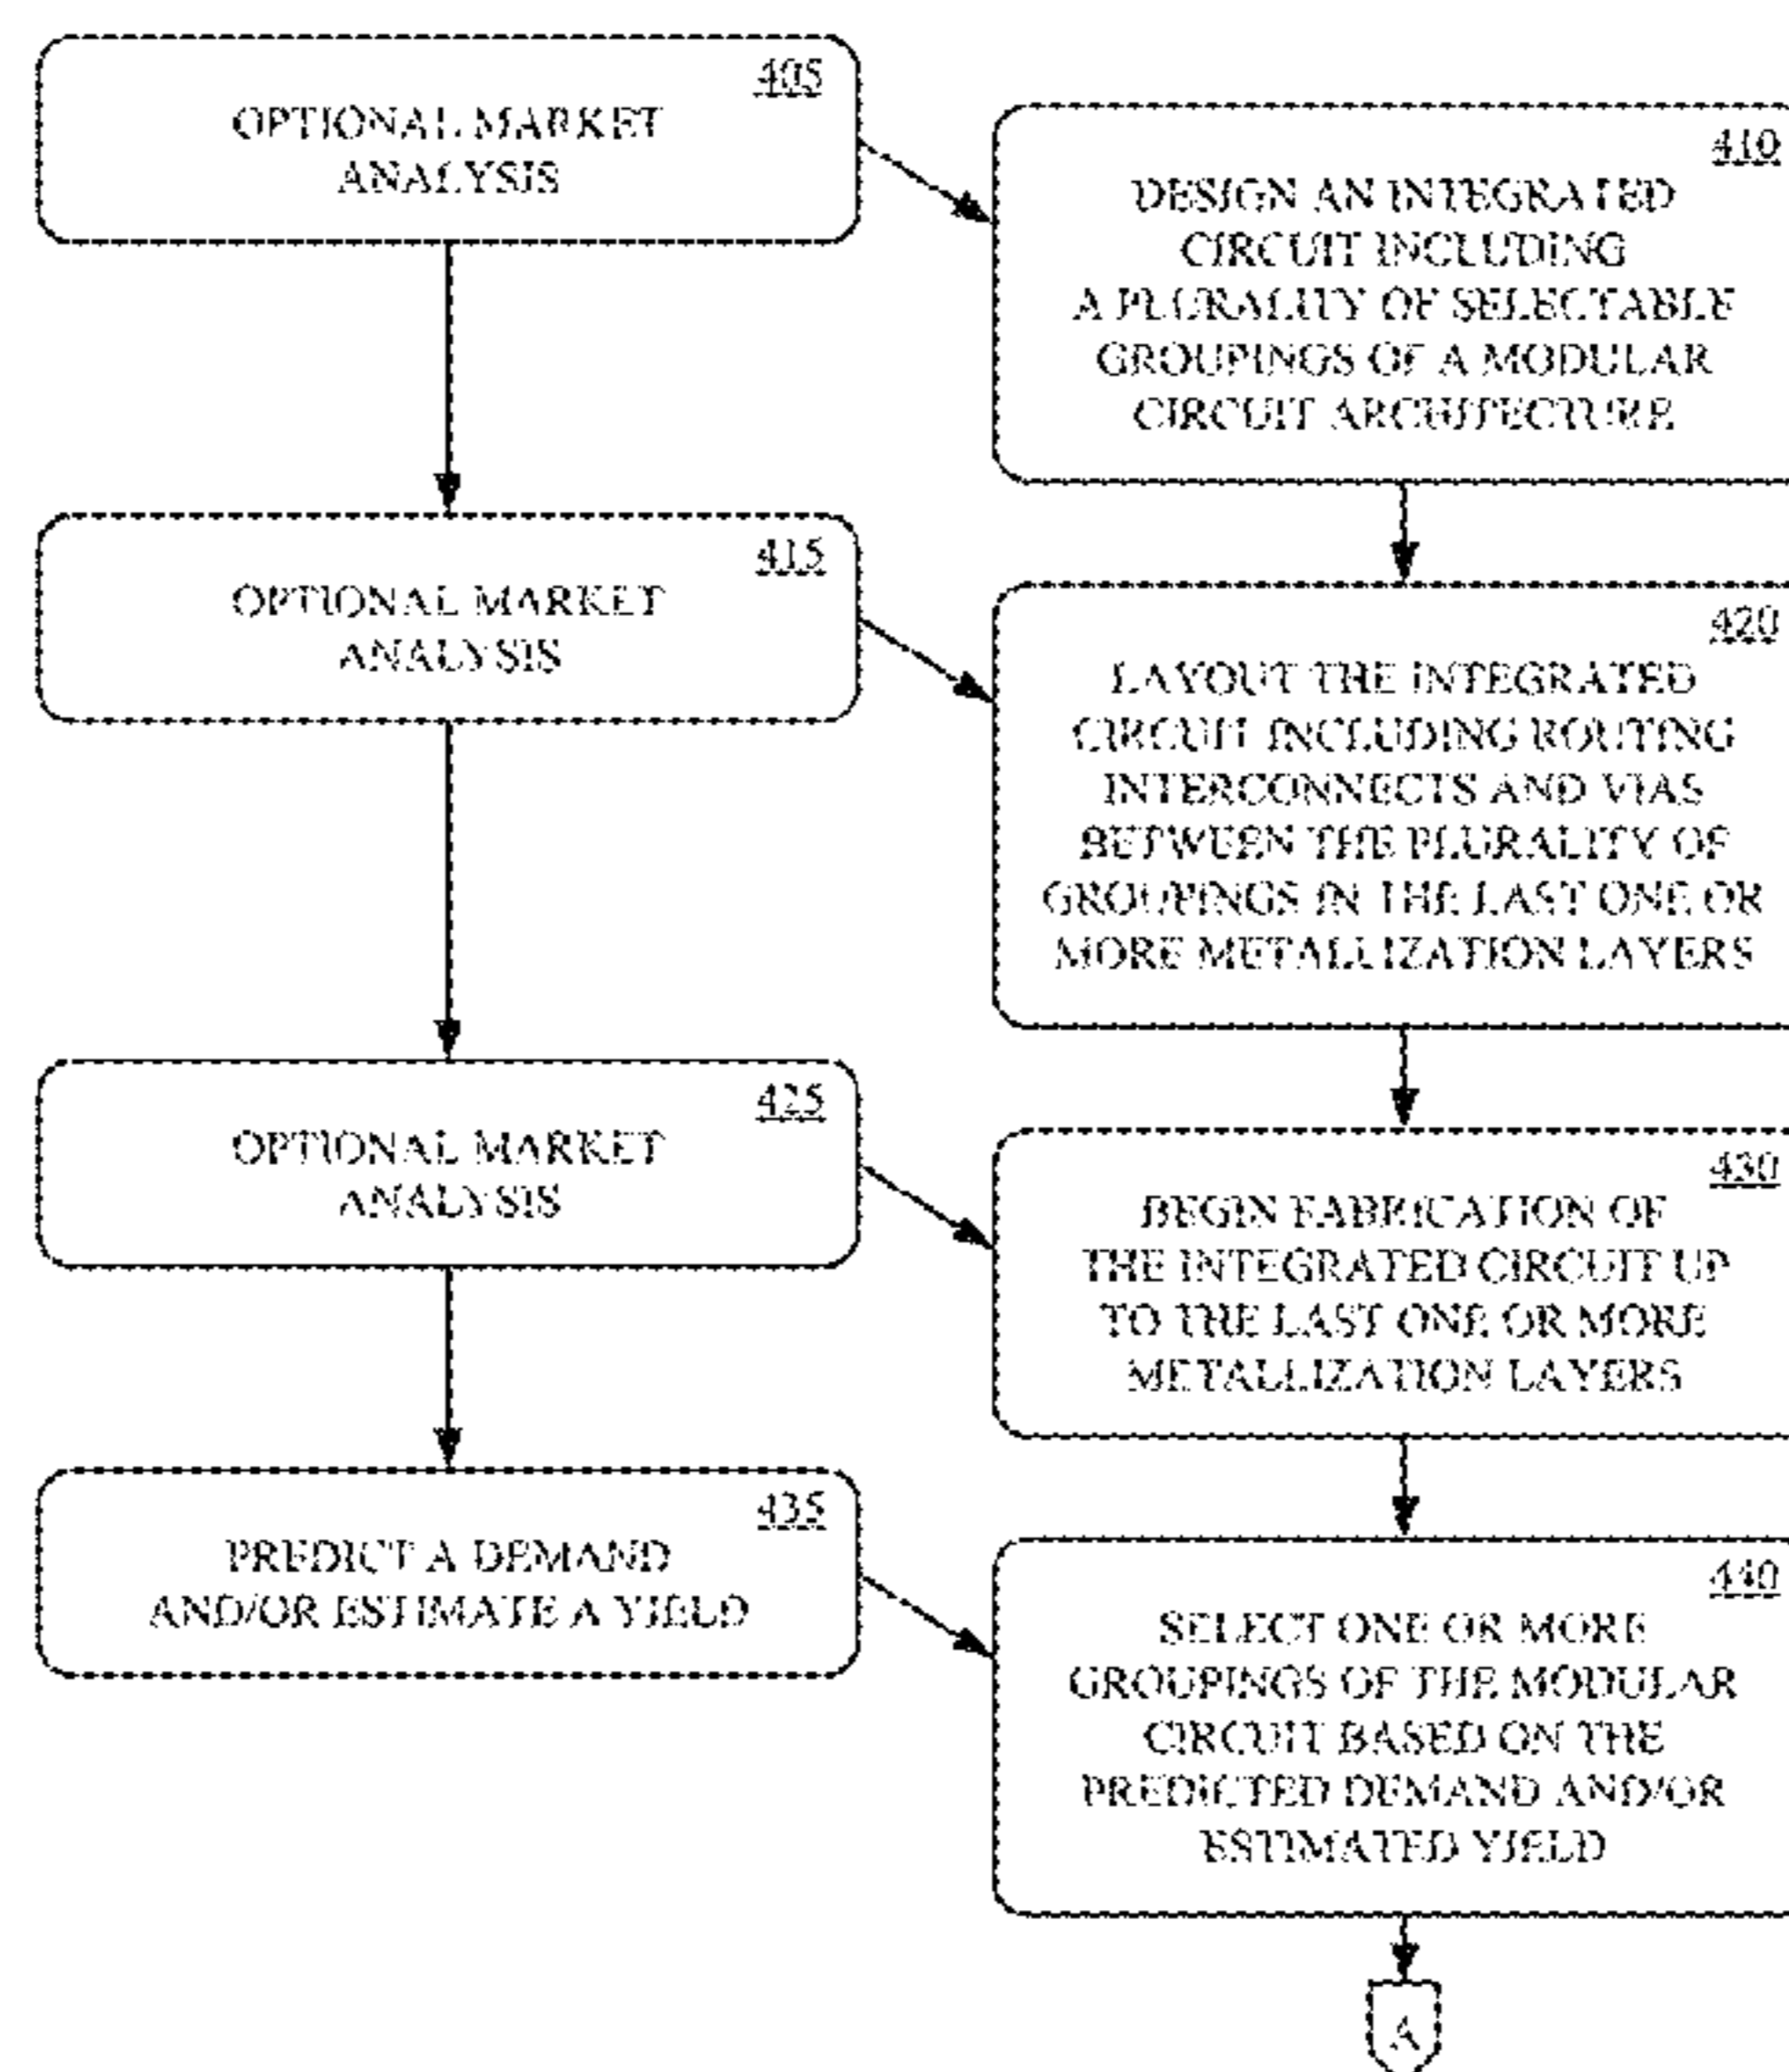 405
OPTIONAL MARKET
ANALYSIS
410
DESIGN AN INTEGRATED
CIRCUIT INCLUDING
A PLURALITY OF SELECTABLE
GROUPINGS OF A MODULAR
CIRCUIT ARCHITECTURE
415
OPTIONAL MARKET
ANALYSIS
420
LAYOUT THE INTEGRATED
CIRCUIT INCLUDING ROUTING
INTERCONNECTS AND VIAS
BETWEEN THE PLURALITY OF
GROUPINGS IN THE LAST ONE OR
MORE METALLIZATION LAYERS
425
OPTIONAL MARKET
ANALYSIS
430
BEGIN FABRICATION OF
THE INTEGRATED CIRCUIT UP
TO THE LAST ONE OR MORE
METALLIZATION LAYERS
435
PREDICT A DEMAND
AND/OR ESTIMATE A YIELD
440
SELECT ONE OR MORE
GROUPINGS OF THE MODULAR
CIRCUIT BASED ON THE
PREDICTED DEMAND AND/OR
ESTIMATED YIELD
A